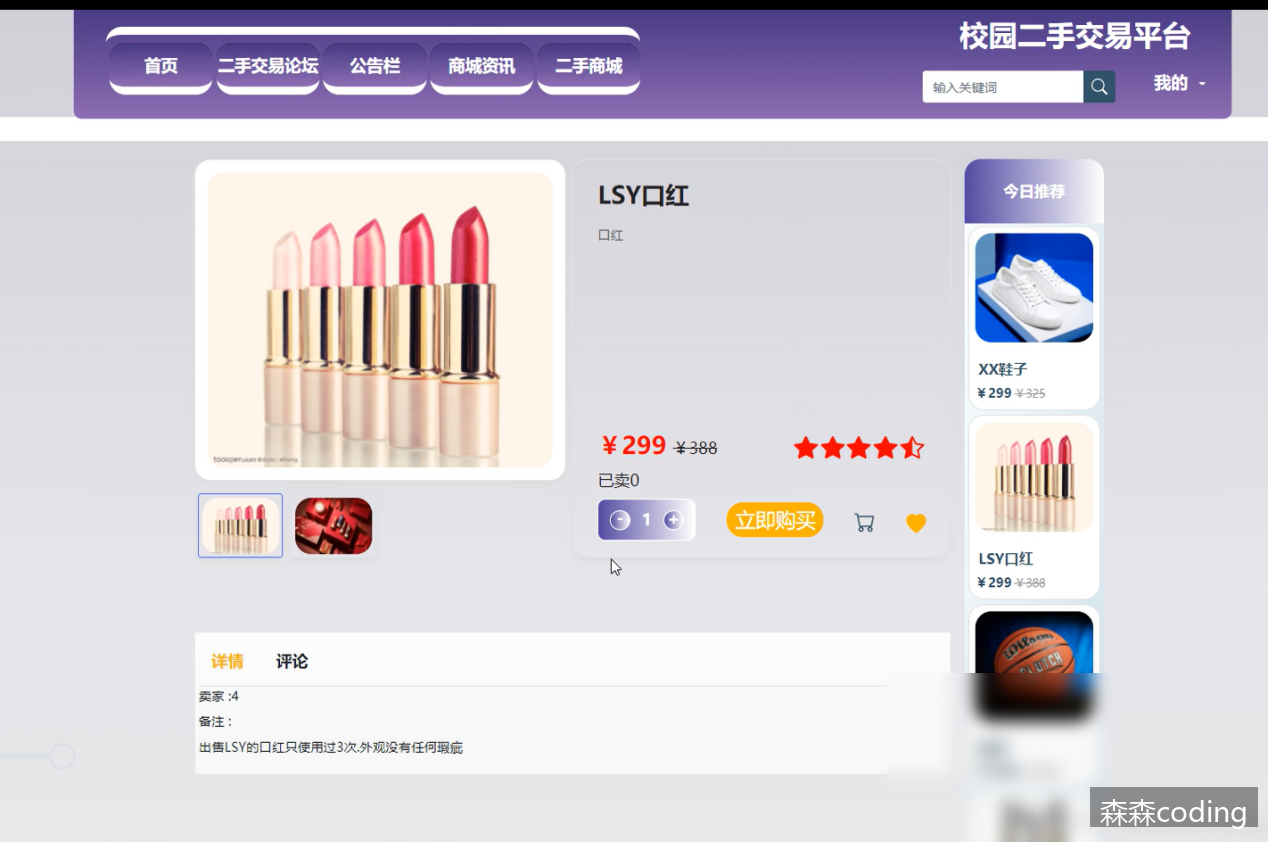 校园二手交易平台
首页 二手交易论坛 公告栏 商城资讯 二手商城
输入关键词
我的
LSY口红
口红
¥299 ¥388
已卖0
- 1 +
立即购买
今日推荐
XX鞋子
¥299 ¥325
LSY口红
¥299 ¥388
Wilson
CLUTCH
详情 评论
卖家 :4
备注 :
出售LSY的口红只使用过3次,外观没有任何瑕疵
森森coding